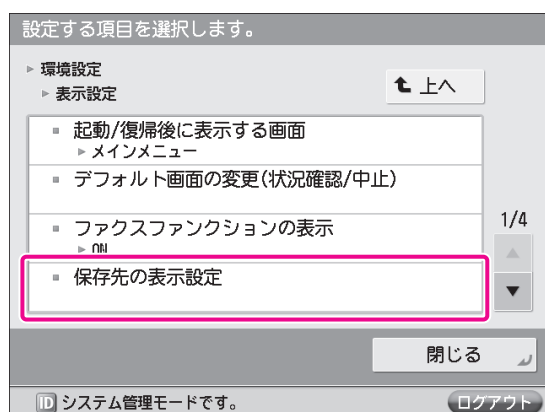 設定する項目を選択します。
環境設定
表示設定
上へ
起動/復帰後に表示する画面
メインメニュー
デフォルト画面の変更(状況確認/中止)
ファクスファンクションの表示
ON
保存先の表示設定
1/4
閉じる
ID システム管理モードです。
ログアウト